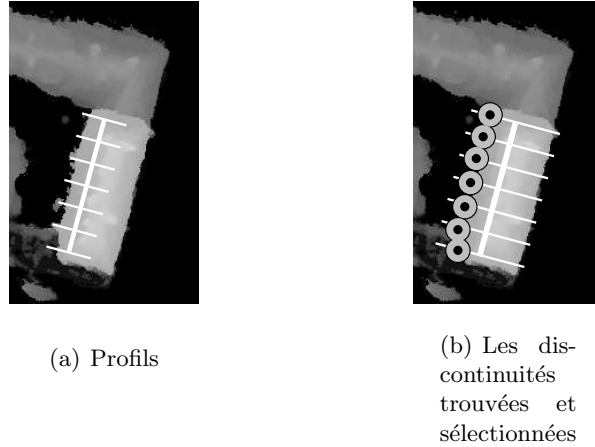 (a) Profils
(b) Les dis-
continuités
trouvées et
sélectionnées